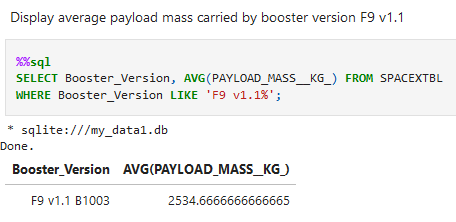 Display average payload mass carried by booster version F9 v1.1
%%sql
SELECT Booster_Version, AVG(PAYLOAD_MASS__KG_) FROM SPACEXTBL
WHERE Booster_Version LIKE 'F9 v1.1%';
* sqlite:///my_data1.db
Done.
Booster_Version AVG(PAYLOAD_MASS__KG_)
F9 v1.1 B1003 2534.6666666666665